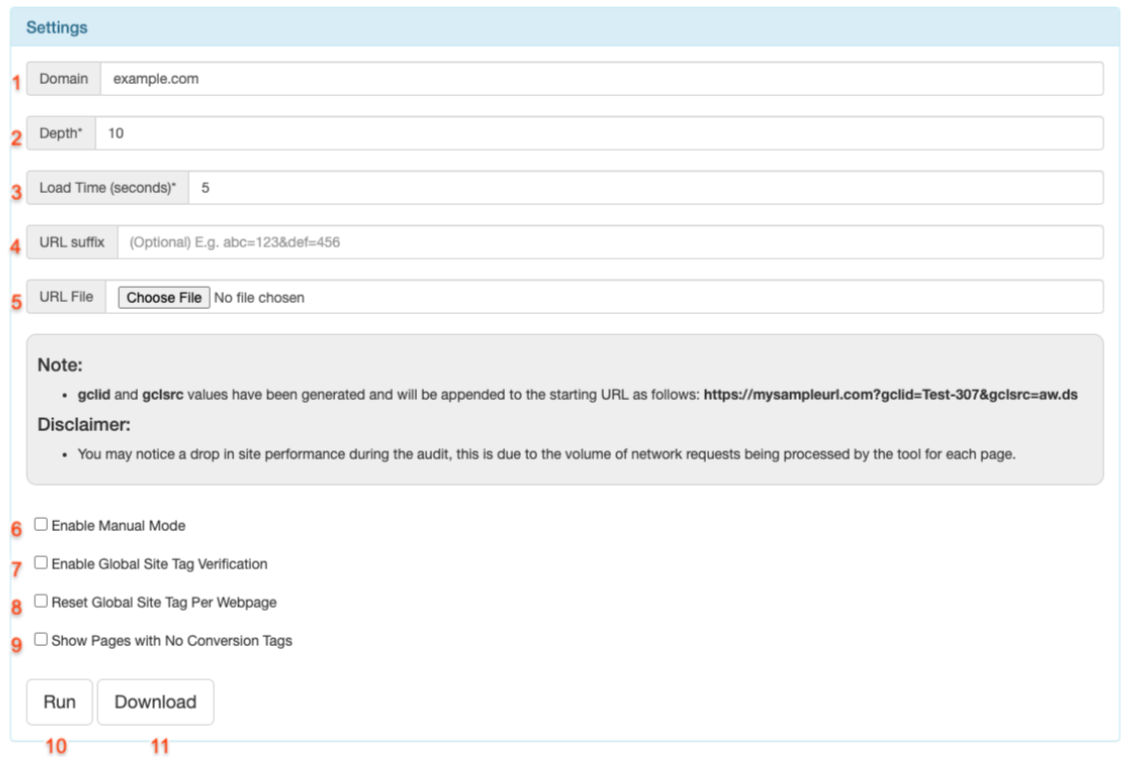 Settings
1 Domain example.com
2 Depth* 10
3 Load Time (seconds)* 5
4 URL suffix (Optional) E.g. abc=123&def=456
5 URL File Choose File No file chosen
Note:
• gclid and gclsrc values have been generated and will be appended to the starting URL as follows: https://mysampleurl.com?gclid=Test-307&gclsrc=aw.ds
Disclaimer:
• You may notice a drop in site performance during the audit, this is due to the volume of network requests being processed by the tool for each page.
6 Enable Manual Mode
7 Enable Global Site Tag Verification
8 Reset Global Site Tag Per Webpage
9 Show Pages with No Conversion Tags
Run Download
10 11